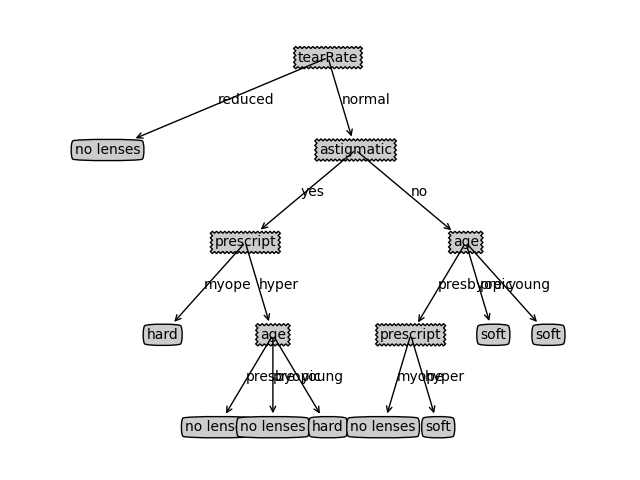 tearRate
reduced
normal
no lenses
astigmatic
yes
no
prescript
age
myope
hyper
presbyopic
pre
young
hard
age
prescript
soft
soft
presbyopic
pre
young
myope
hyper
no lenses
no lenses
hard
no lenses
soft